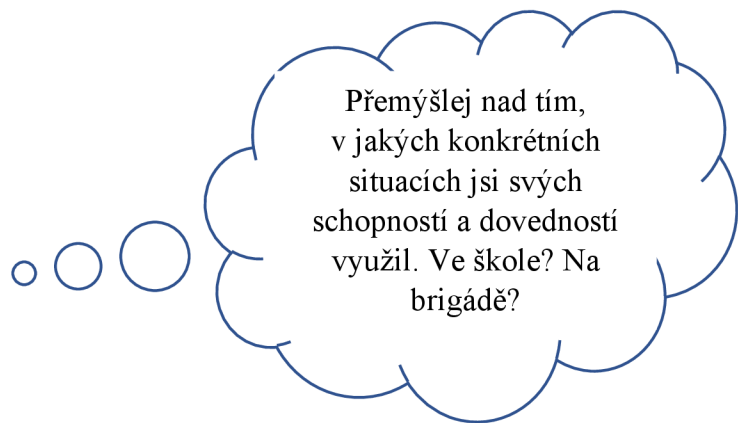 Přemýšlej nad tím,
v jakých konkrétních
situacích jsi svých
schopností a dovedností
využil. Ve škole? Na
brigádě?